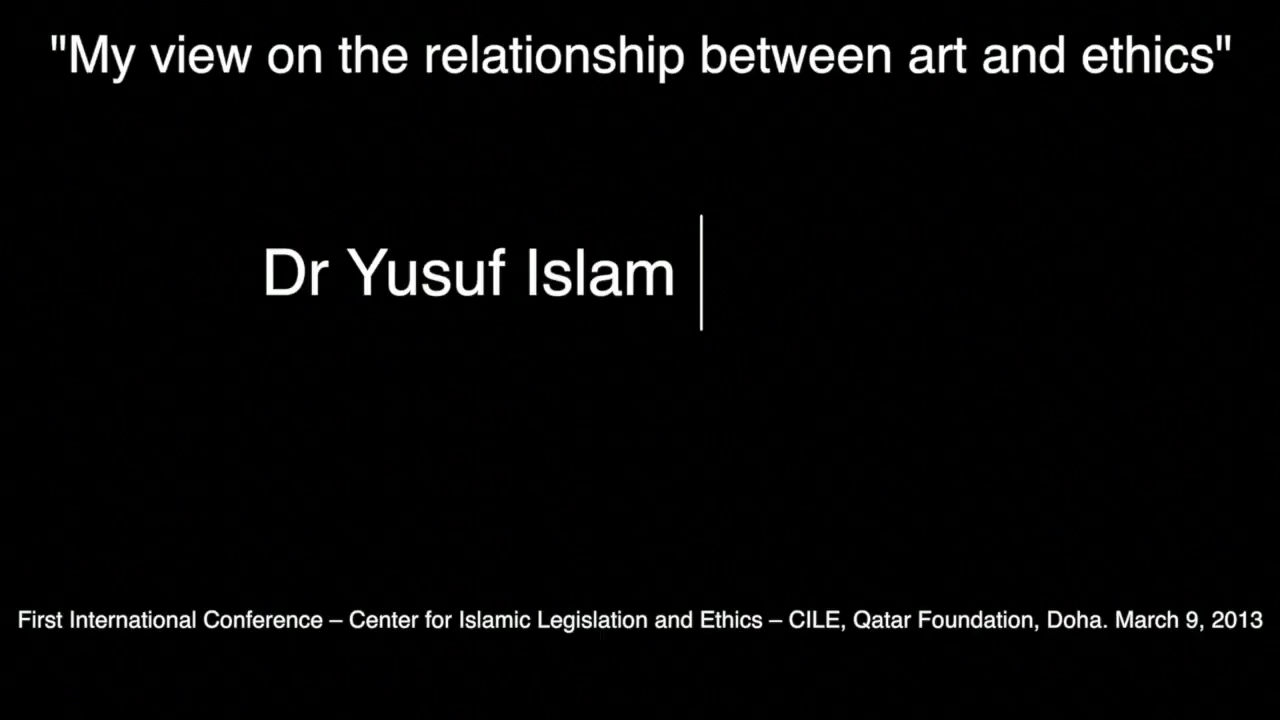 "My view on the relationship between art and ethics"
Dr Yusuf Islam
First International Conference – Center for Islamic Legislation and Ethics – CILE, Qatar Foundation, Doha. March 9, 2013